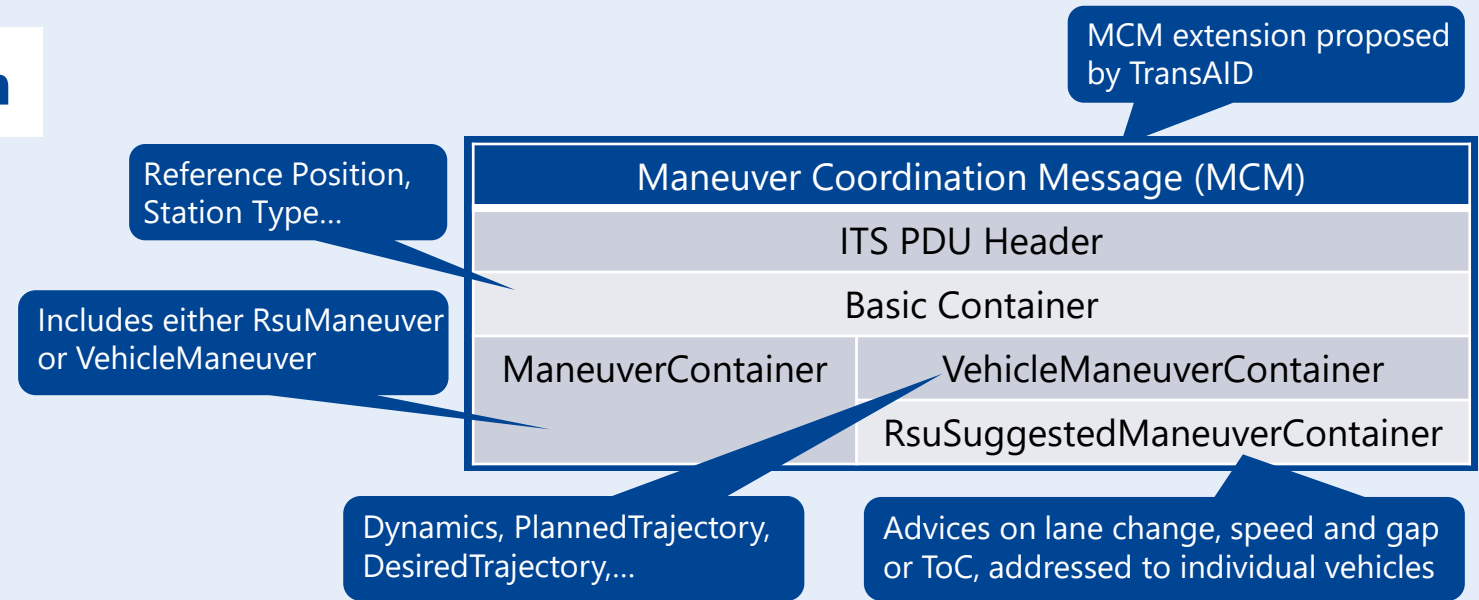 MCM extension proposed
by TransAID
n
Reference Position,
Station Type...
Maneuver Coordination Message (MCM)
ITS PDU Header
Basic Container
Includes either RsuManeuver
or VehicleManeuver
ManeuverContainer
VehicleManeuverContainer
RsuSuggestedManeuverContainer
Dynamics, PlannedTrajectory,
DesiredTrajectory,...
Advices on lane change, speed and gap
or ToC, addressed to individual vehicles